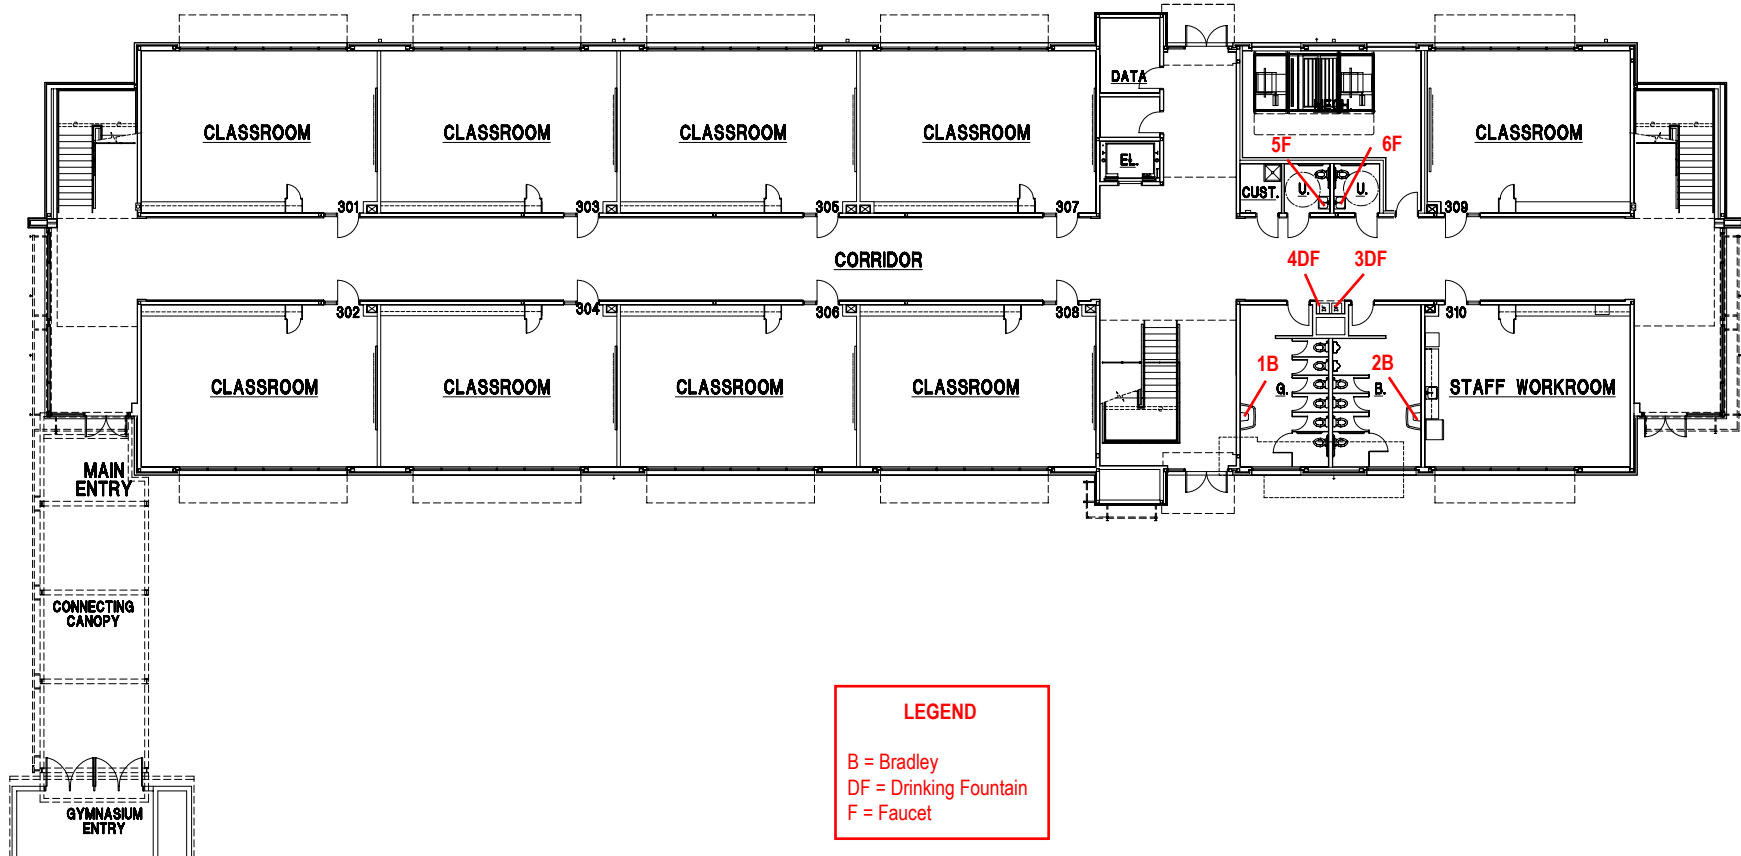 DATA
MECH.
CLASSROOM
CLASSROOM
CLASSROOM
CLASSROOM
CLASSROOM
5F
6F
EL.
CUST.
U.
U.
301
303
305
307
309
CORRIDOR
4DF
3DF
302
304
306
308
310
1B
2B
CLASSROOM
CLASSROOM
CLASSROOM
CLASSROOM
G.
B.
STAFF WORKROOM
MAIN
ENTRY
CONNECTING
CANOPY
GYMNASIUM
ENTRY
LEGEND
B = Bradley
DF = Drinking Fountain
F = Faucet